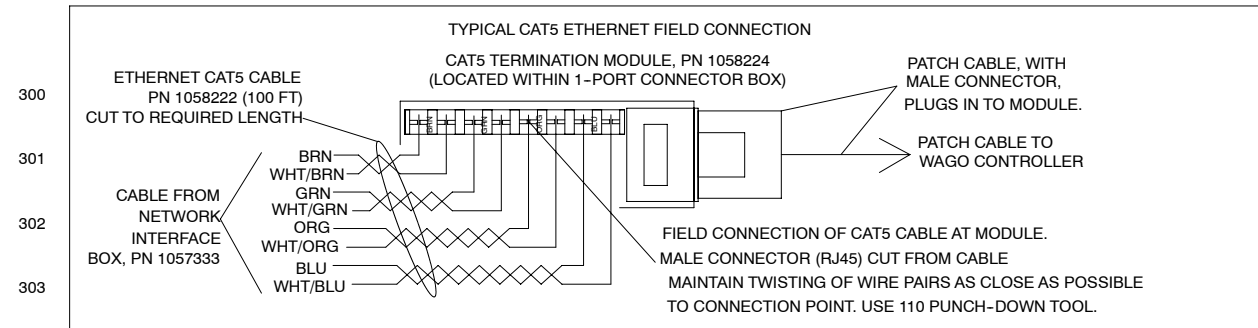 TYPICAL CAT5 ETHERNET FIELD CONNECTION
CAT5 TERMINATION MODULE, PN 1058224
(LOCATED WITHIN 1-PORT CONNECTOR BOX)
ETHERNET CAT5 CABLE
PN 1058222 (100 FT)
CUT TO REQUIRED LENGTH
PATCH CABLE, WITH
MALE CONNECTOR,
PLUGS IN TO MODULE.
300
BRN
GRN
ORG
BLU
PATCH CABLE TO
WAGO CONTROLLER
301
BRN
WHT/BRN
GRN
WHT/GRN
ORG
WHT/ORG
BLU
WHT/BLU
CABLE FROM
NETWORK
INTERFACE
BOX, PN 1057333
302
FIELD CONNECTION OF CAT5 CABLE AT MODULE.
MALE CONNECTOR (RJ45) CUT FROM CABLE
MAINTAIN TWISTING OF WIRE PAIRS AS CLOSE AS POSSIBLE
TO CONNECTION POINT. USE 110 PUNCH-DOWN TOOL.
303